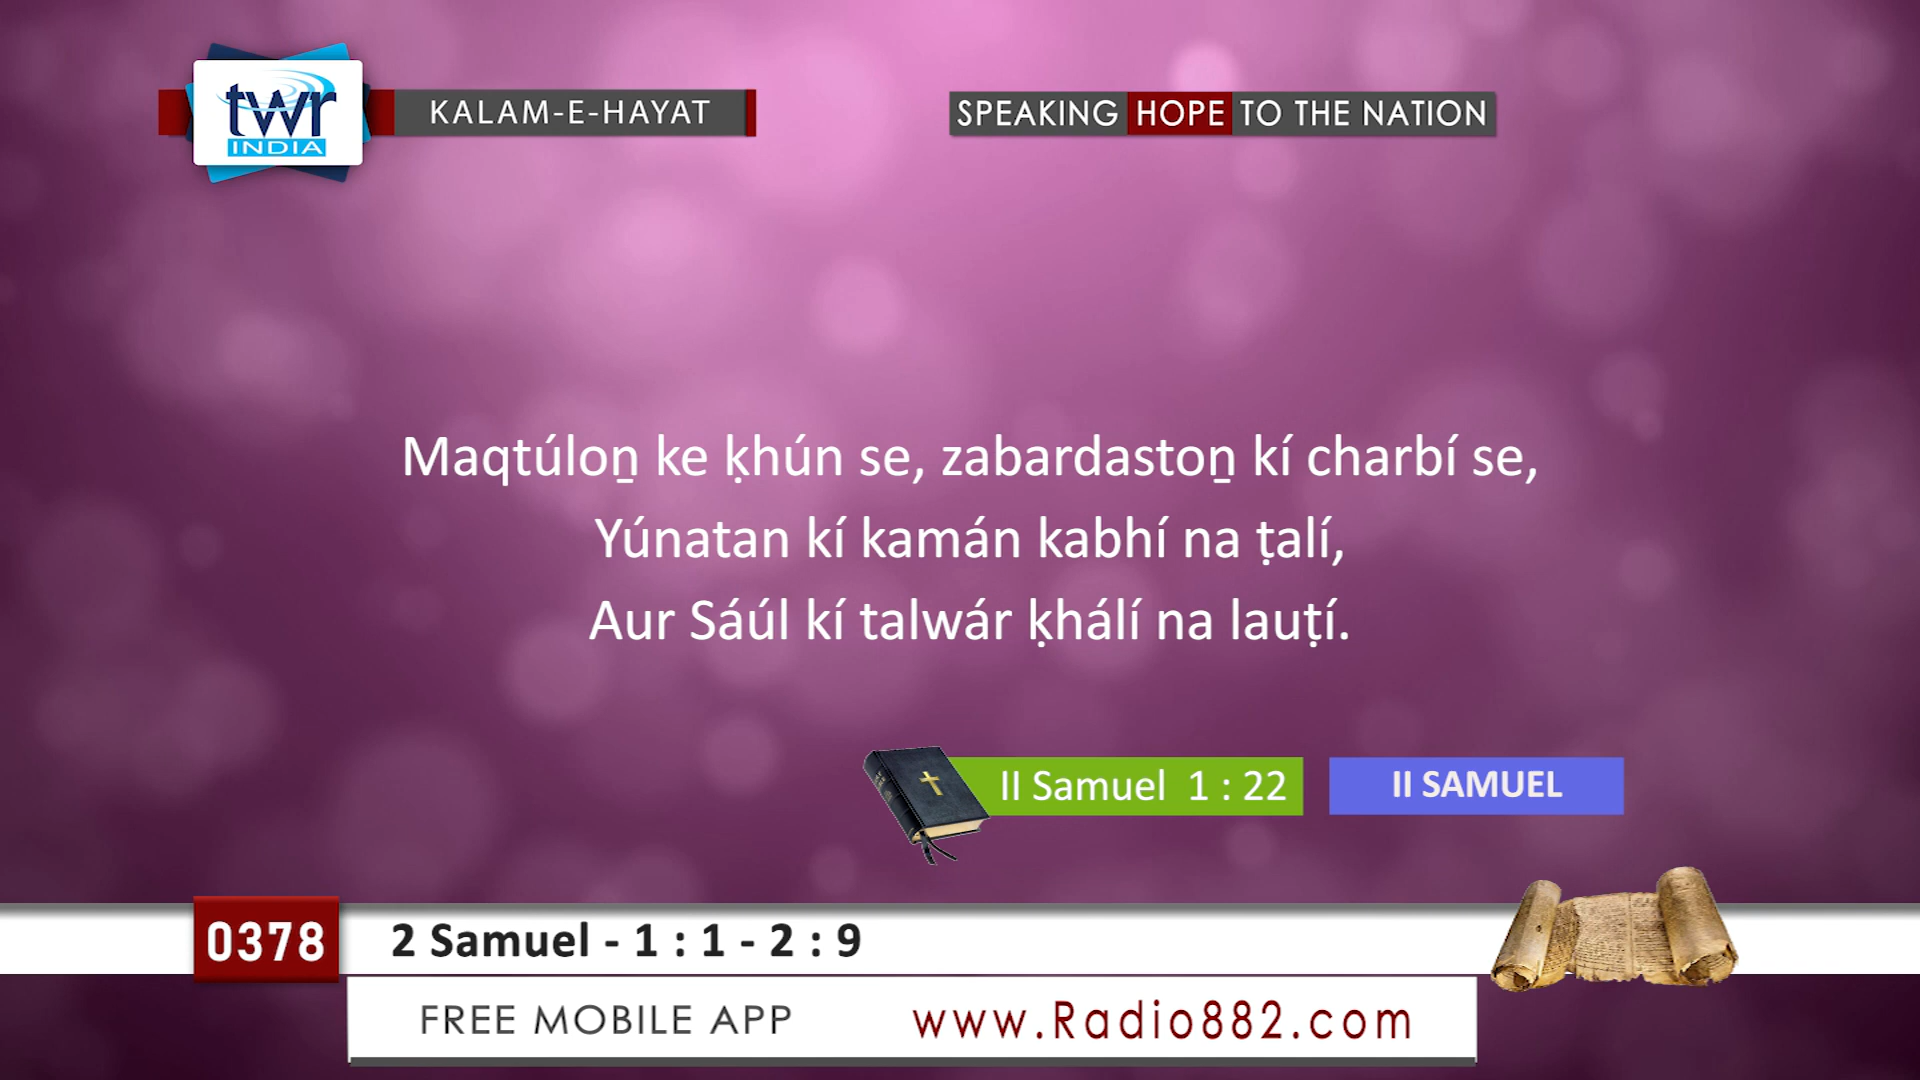 twr
INDIA
KALAM-E-HAYAT
SPEAKING HOPE TO THE NATION
Maqtúloṉ ke ḳhún se, zabardastoṉ kí charbí se,
Yúnatan kí kamán kabhí na ṭalí,
Aur Sáúl kí talwár ḳhálí na lauṭí.
II Samuel 1 : 22
II SAMUEL
0378
2 Samuel - 1 : 1 - 2 : 9
FREE MOBILE APP
www.Radio882.com